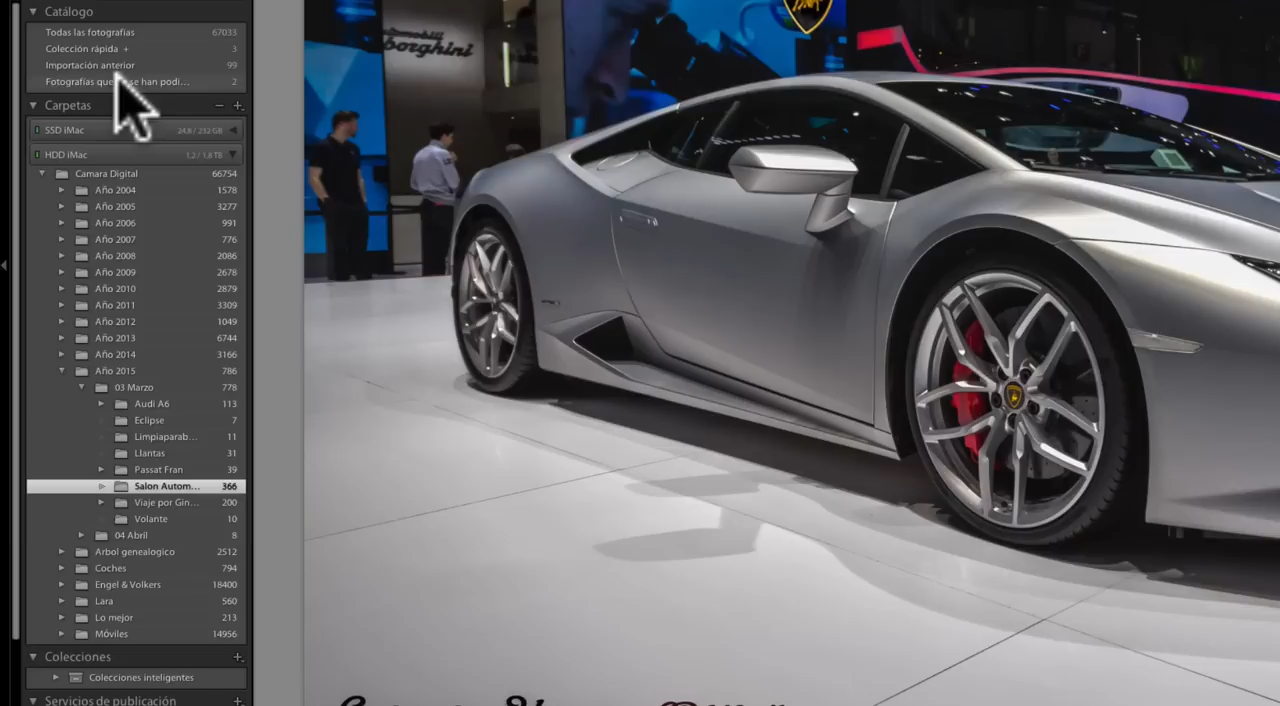 Catálogo
Todas las fotografías 67033
Colección rápida + 3
Importación anterior 99
Fotografías que se han podi... 2
Carpetas − +
SSD iMac 24,8 / 232 GB
HDD iMac 1,2 / 1,8 TB
Camara Digital 66754
Año 2004 1578
Año 2005 3277
Año 2006 991
Año 2007 776
Año 2008 2086
Año 2009 2678
Año 2010 2879
Año 2011 3309
Año 2012 1049
Año 2013 6744
Año 2014 3166
Año 2015 786
03 Marzo 778
Audi A6 113
Eclipse 7
Limpiaparab... 11
Llantas 31
Passat Fran 39
Salon Autom... 366
Viaje por Gin... 200
Volante 10
04 Abril 8
Arbol genealogico 2512
Coches 794
Engel & Volkers 18400
Lara 560
Lo mejor 213
Móviles 14956
Colecciones +
Colecciones inteligentes
Servicios de publicación +